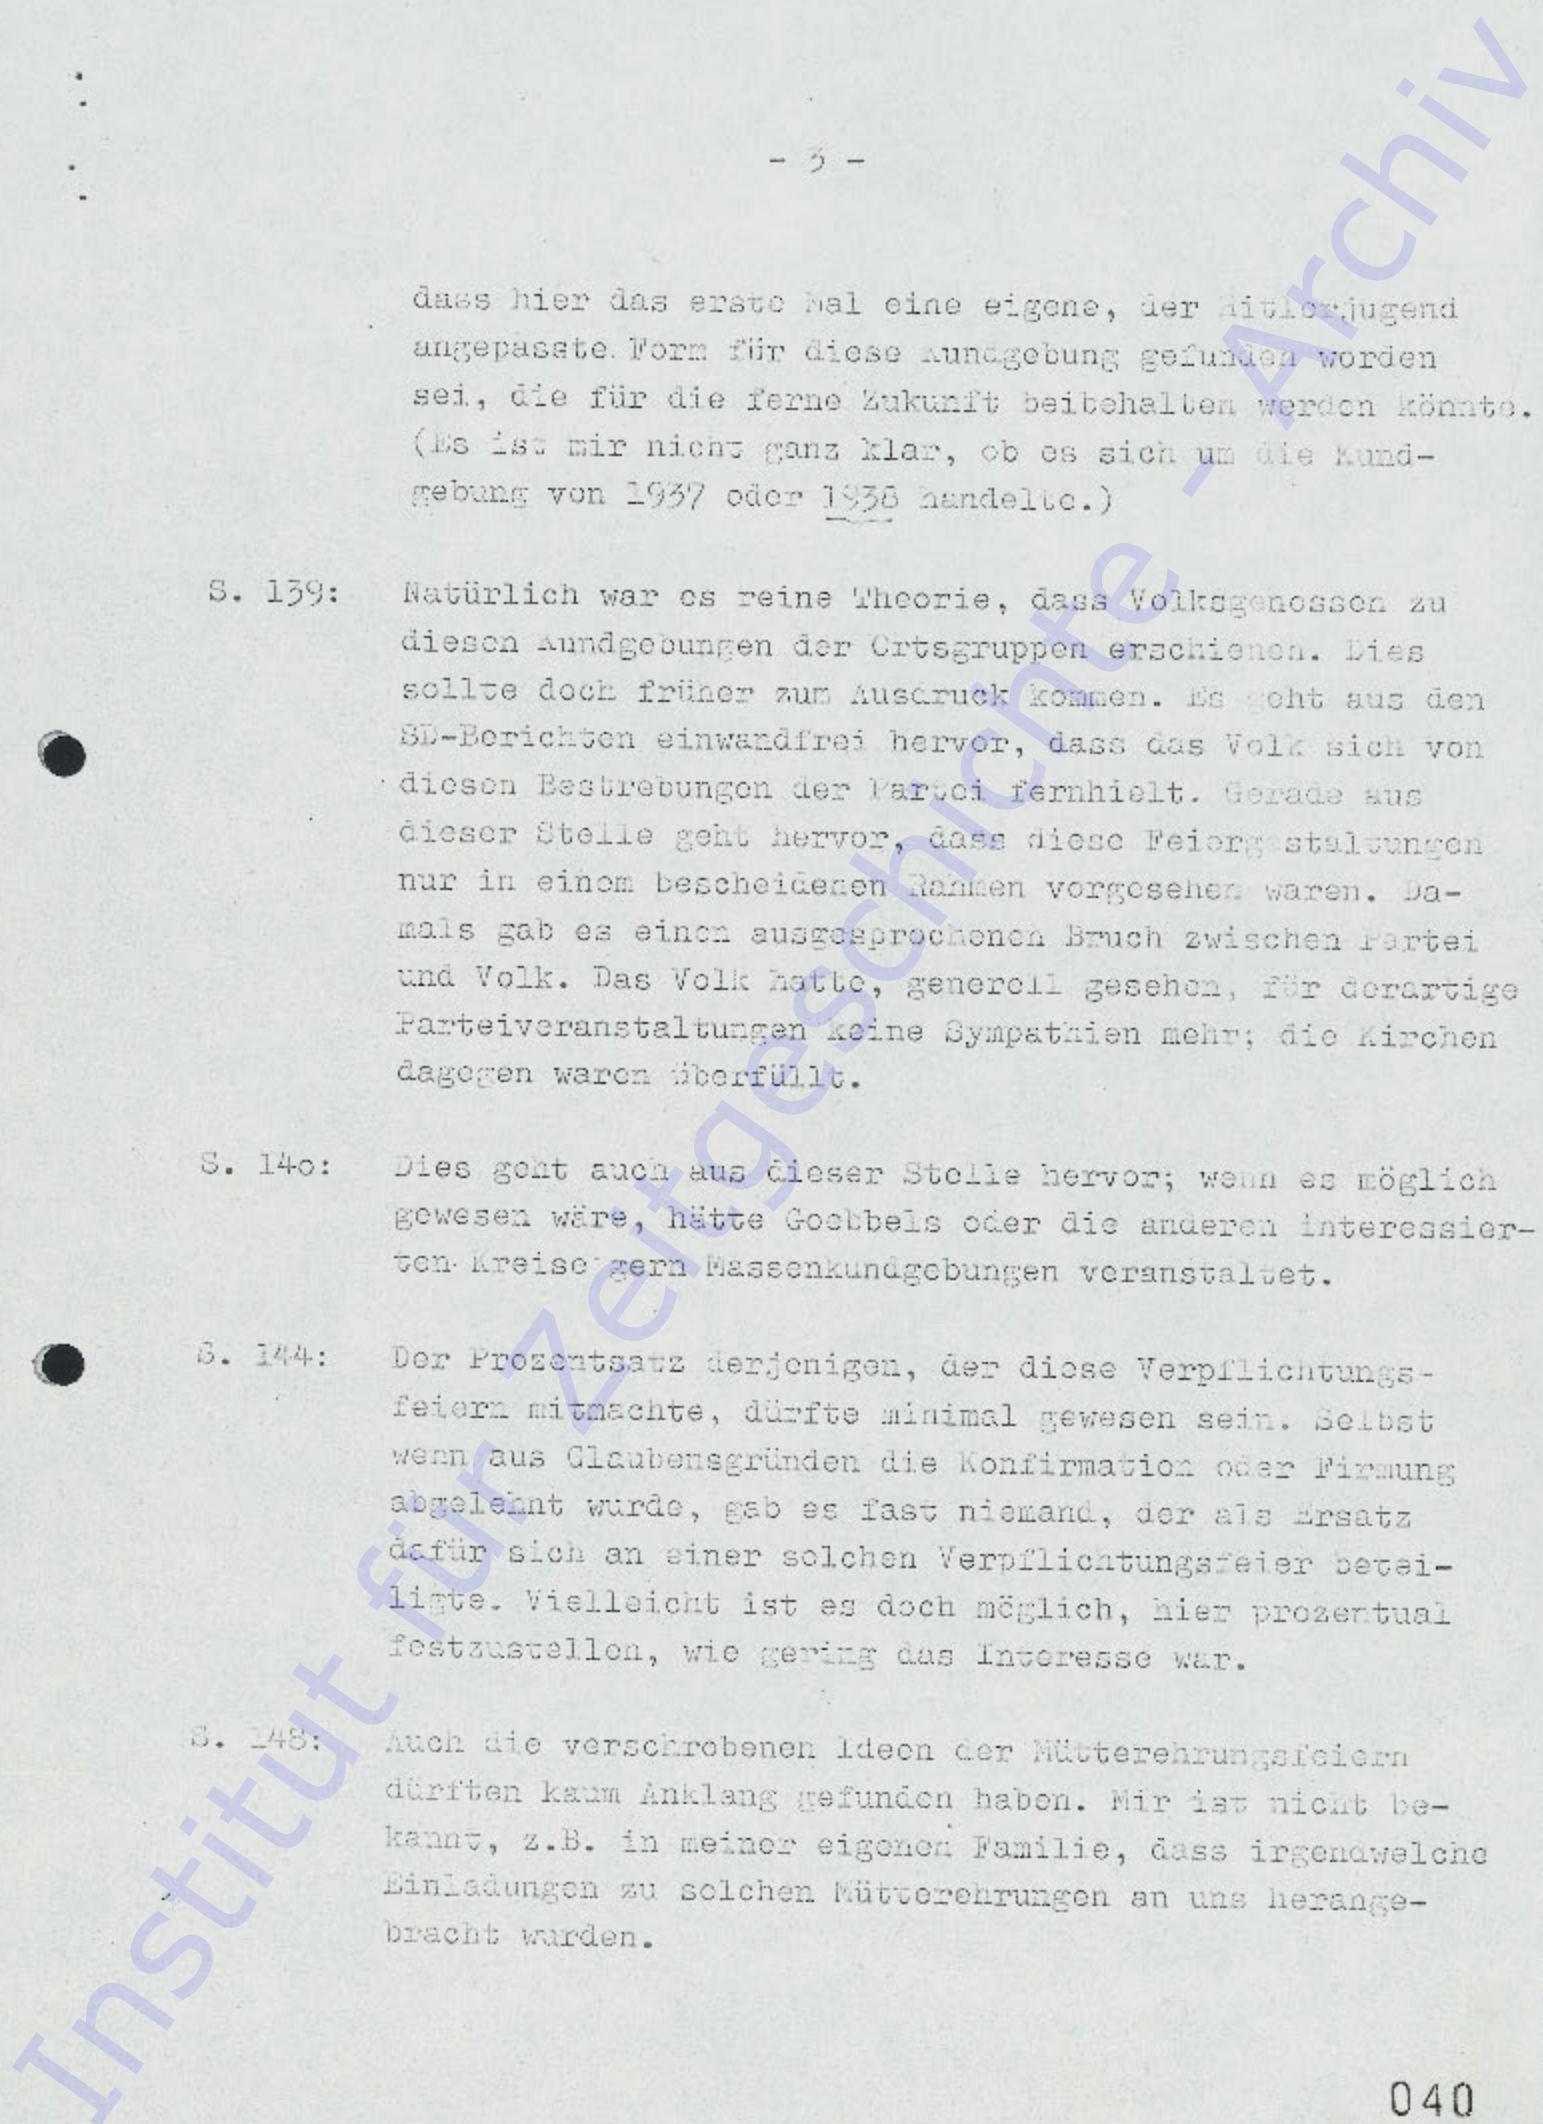 - 3 -
dass hier das erste Mal eine eigene, der Hitlerjugend
angepasste Form für diese Kundgebung gefunden worden
sei, die für die ferne Zukunft beibehalten werden könnte.
(Es ist mir nicht ganz klar, ob es sich um die Kund-
gebung von 1937 oder 1938 handelte.)
S. 139: Natürlich war es reine Theorie, dass Volksgenossen zu
diesen Kundgebungen der Ortsgruppen erschienen. Dies
sollte doch früher zum Ausdruck kommen. Es geht aus den
SD-Berichten einwandfrei hervor, dass das Volk sich von
diesen Bestrebungen der Partei fernhielt. Gerade aus
dieser Stelle geht hervor, dass diese Feiergestaltungen
nur in einem bescheidenen Rahmen vorgesehen waren. Da-
mals gab es einen ausgesprochenen Bruch zwischen Partei
und Volk. Das Volk hatte, generell gesehen, für derartige
Parteiveranstaltungen keine Sympathien mehr; die Kirchen
dagegen waren überfüllt.
S. 14o: Dies geht auch aus dieser Stelle hervor; wenn es möglich
gewesen wäre, hätte Goebbels oder die anderen interessier-
ten Kreise gern Massenkundgebungen veranstaltet.
S. 144: Der Prozentsatz derjenigen, der diese Verpflichtungs-
feiern mitmachte, dürfte minimal gewesen sein. Selbst
wenn aus Glaubensgründen die Konfirmation oder Firmung
abgelehnt wurde, gab es fast niemand, der als Ersatz
dafür sich an einer solchen Verpflichtungsfeier betei-
ligte. Vielleicht ist es doch möglich, hier prozentual
festzustellen, wie gering das Interesse war.
S. 148: Auch die verschrobenen Ideen der Mütterehrungsfeiern
dürften kaum Anklang gefunden haben. Mir ist nicht be-
kannt, z.B. in meiner eigenen Familie, dass irgendwelche
Einladungen zu solchen Mütterehrungen an uns herange-
bracht wurden.
040
Institut für Zeitgeschichte - Archiv